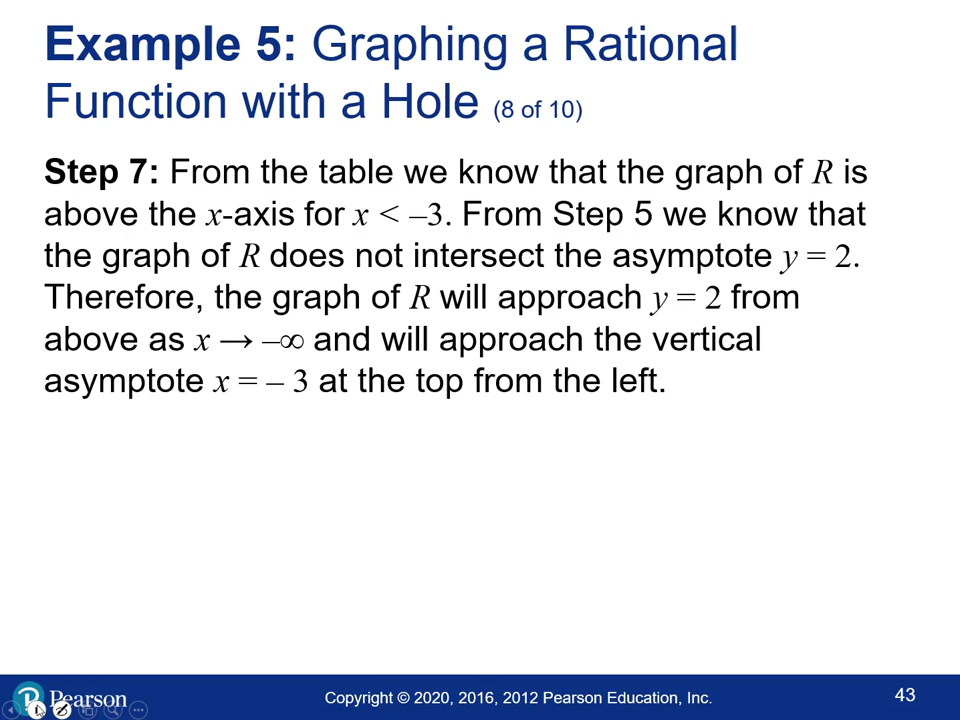 Example 5: Graphing a Rational
Function with a Hole (8 of 10)
Step 7: From the table we know that the graph of R is
above the x-axis for x < –3. From Step 5 we know that
the graph of R does not intersect the asymptote y = 2.
Therefore, the graph of R will approach y = 2 from
above as x → –∞ and will approach the vertical
asymptote x = – 3 at the top from the left.
Pearson
Copyright © 2020, 2016, 2012 Pearson Education, Inc.
43